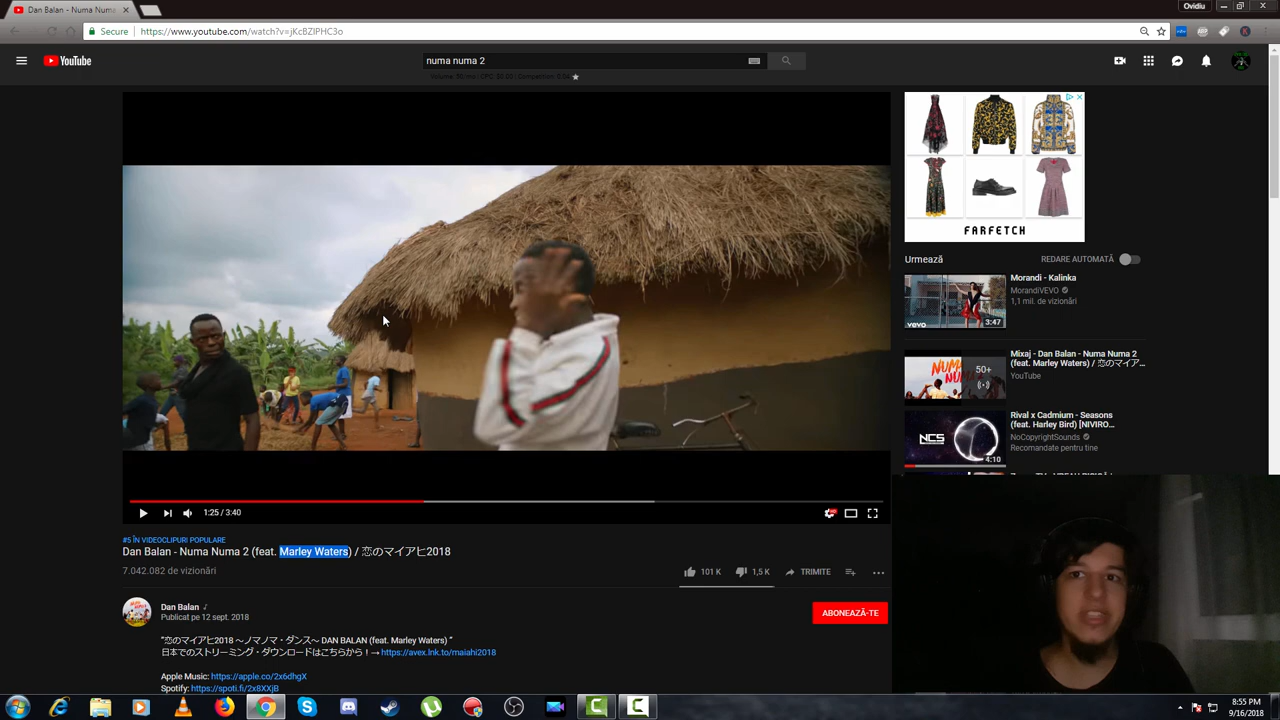 Dan Balan - Numa Numa
Ovidiu
Secure
https://www.youtube.com/watch?v=jKcBZIPHC3o
YouTube
numa numa 2
FARFETCH
Urmează
REDARE AUTOMATĂ
Morandi - Kalinka
MorandiVEVO
1,1 mil. de vizionări
vevo
3:47
Mixaj - Dan Balan - Numa Numa 2
(feat. Marley Waters) / 恋のマイア...
YouTube
50+
Rival x Cadmium - Seasons
(feat. Harley Bird) [NIVIRO...
NoCopyrightSounds
Recomandate pentru tine
NCS
4:10
1:25 / 3:40
#5 ÎN VIDEOCLIPURI POPULARE
Dan Balan - Numa Numa 2 (feat. Marley Waters) / 恋のマイアヒ2018
7.042.082 de vizionări
101 K
1,5 K
TRIMITE
Dan Balan
Publicat pe 12 sept. 2018
ABONEAZĂ-TE
"恋のマイアヒ2018 ～ノマノマ・ダンス～ DAN BALAN (feat. Marley Waters) "
日本でのストリーミング・ダウンロードはこちらから！→ https://avex.lnk.to/maiahi2018
Apple Music: https://apple.co/2x6dhgX
Spotify: https://spoti.fi/2x8XXjB
8:55 PM
9/16/2018